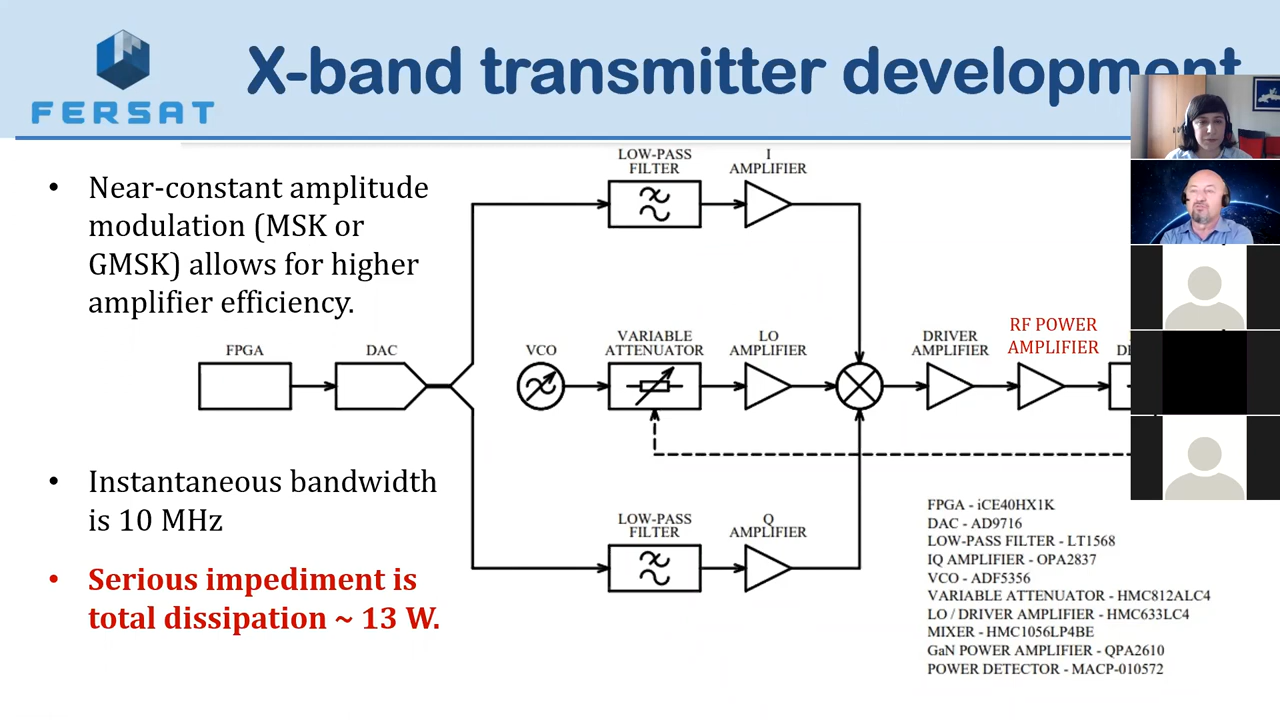 X-band transmitter development
FERSAT
• Near-constant amplitude
modulation (MSK or
GMSK) allows for higher
amplifier efficiency.
LOW-PASS
FILTER
I
AMPLIFIER
FPGA
DAC
VCO
VARIABLE
ATTENUATOR
LO
AMPLIFIER
DRIVER
AMPLIFIER
RF POWER
AMPLIFIER
• Instantaneous bandwidth
is 10 MHz
LOW-PASS
FILTER
Q
AMPLIFIER
• Serious impediment is
total dissipation ~ 13 W.
FPGA - iCE40HX1K
DAC - AD9716
LOW-PASS FILTER - LT1568
IQ AMPLIFIER - OPA2837
VCO - ADF5356
VARIABLE ATTENUATOR - HMC812ALC4
LO / DRIVER AMPLIFIER - HMC633LC4
MIXER - HMC1056LP4BE
GaN POWER AMPLIFIER - QPA2610
POWER DETECTOR - MACP-010572